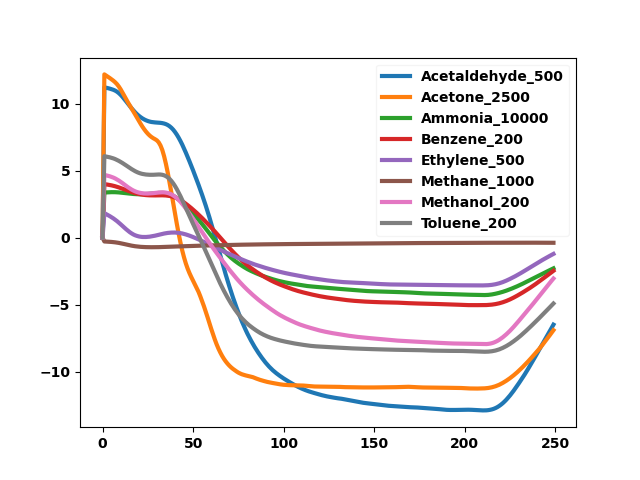 Acetaldehyde_500
Acetone_2500
Ammonia_10000
Benzene_200
Ethylene_500
Methane_1000
Methanol_200
Toluene_200
10
5
0
−5
−10
0 50 100 150 200 250